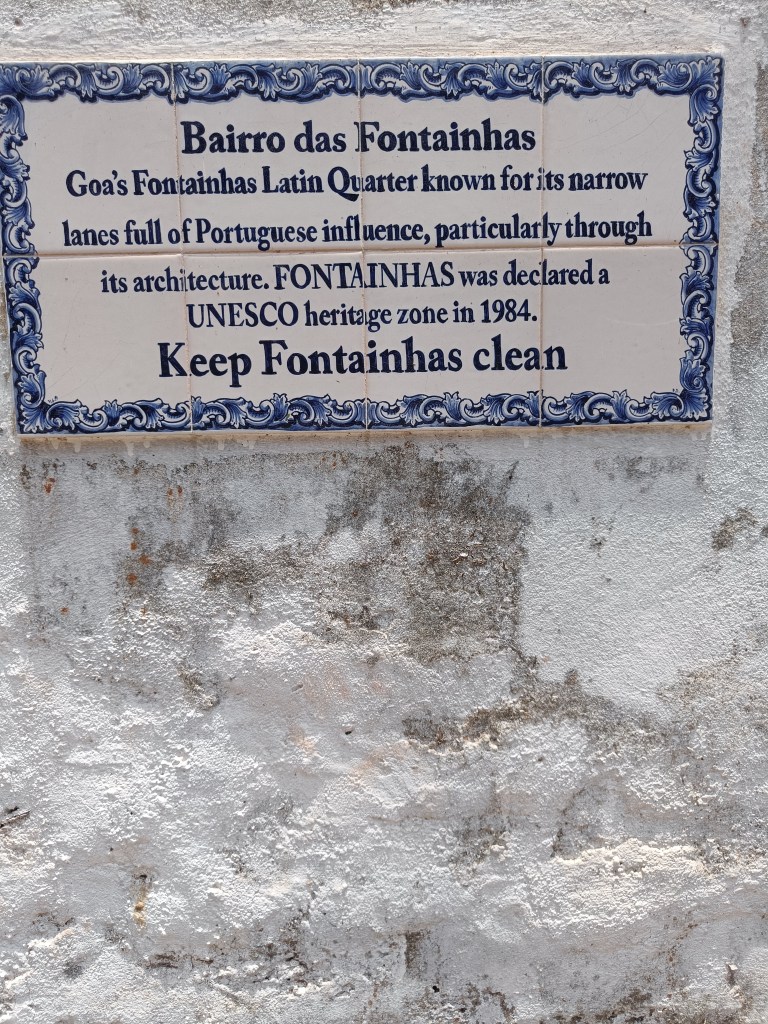 Bairro das Fontainhas
Goa's Fontainhas Latin Quarter known for its narrow
lanes full of Portuguese influence, particularly through
its architecture. FONTAINHAS was declared a
UNESCO heritage zone in 1984.
Keep Fontainhas clean